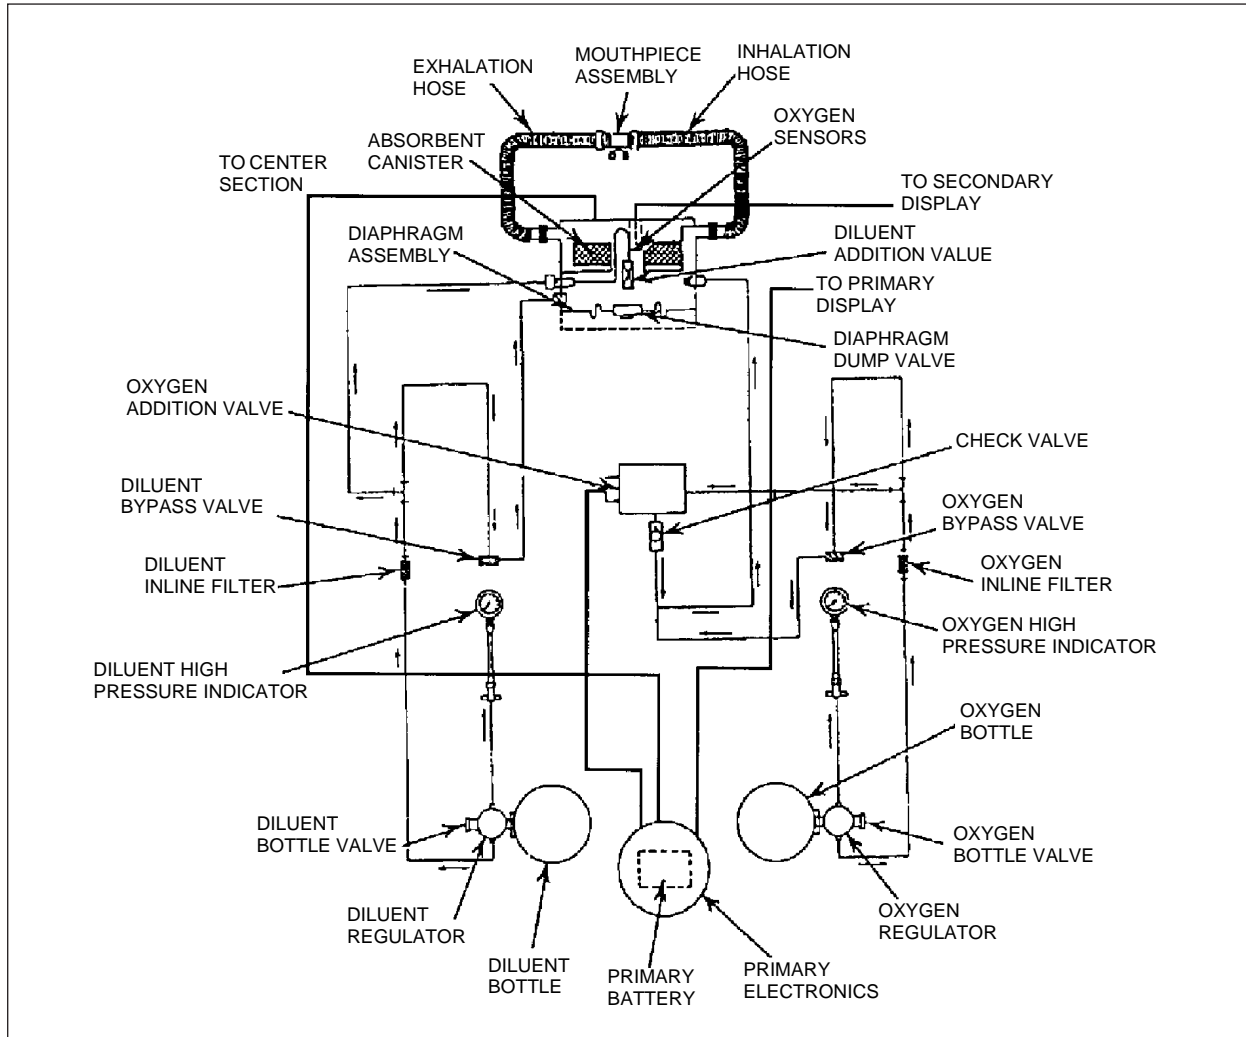 EXHALATION
HOSE
MOUTHPIECE
ASSEMBLY
INHALATION
HOSE
ABSORBENT
CANISTER
OXYGEN
SENSORS
TO CENTER
SECTION
TO SECONDARY
DISPLAY
DIAPHRAGM
ASSEMBLY
DILUENT
ADDITION VALUE
TO PRIMARY
DISPLAY
DIAPHRAGM
DUMP VALVE
OXYGEN
ADDITION VALVE
CHECK VALVE
DILUENT
BYPASS VALVE
OXYGEN
BYPASS VALVE
DILUENT
INLINE FILTER
OXYGEN
INLINE FILTER
OXYGEN HIGH
PRESSURE INDICATOR
DILUENT HIGH
PRESSURE INDICATOR
OXYGEN
BOTTLE
DILUENT
BOTTLE VALVE
OXYGEN
BOTTLE VALVE
DILUENT
REGULATOR
OXYGEN
REGULATOR
DILUENT
BOTTLE
PRIMARY
BATTERY
PRIMARY
ELECTRONICS